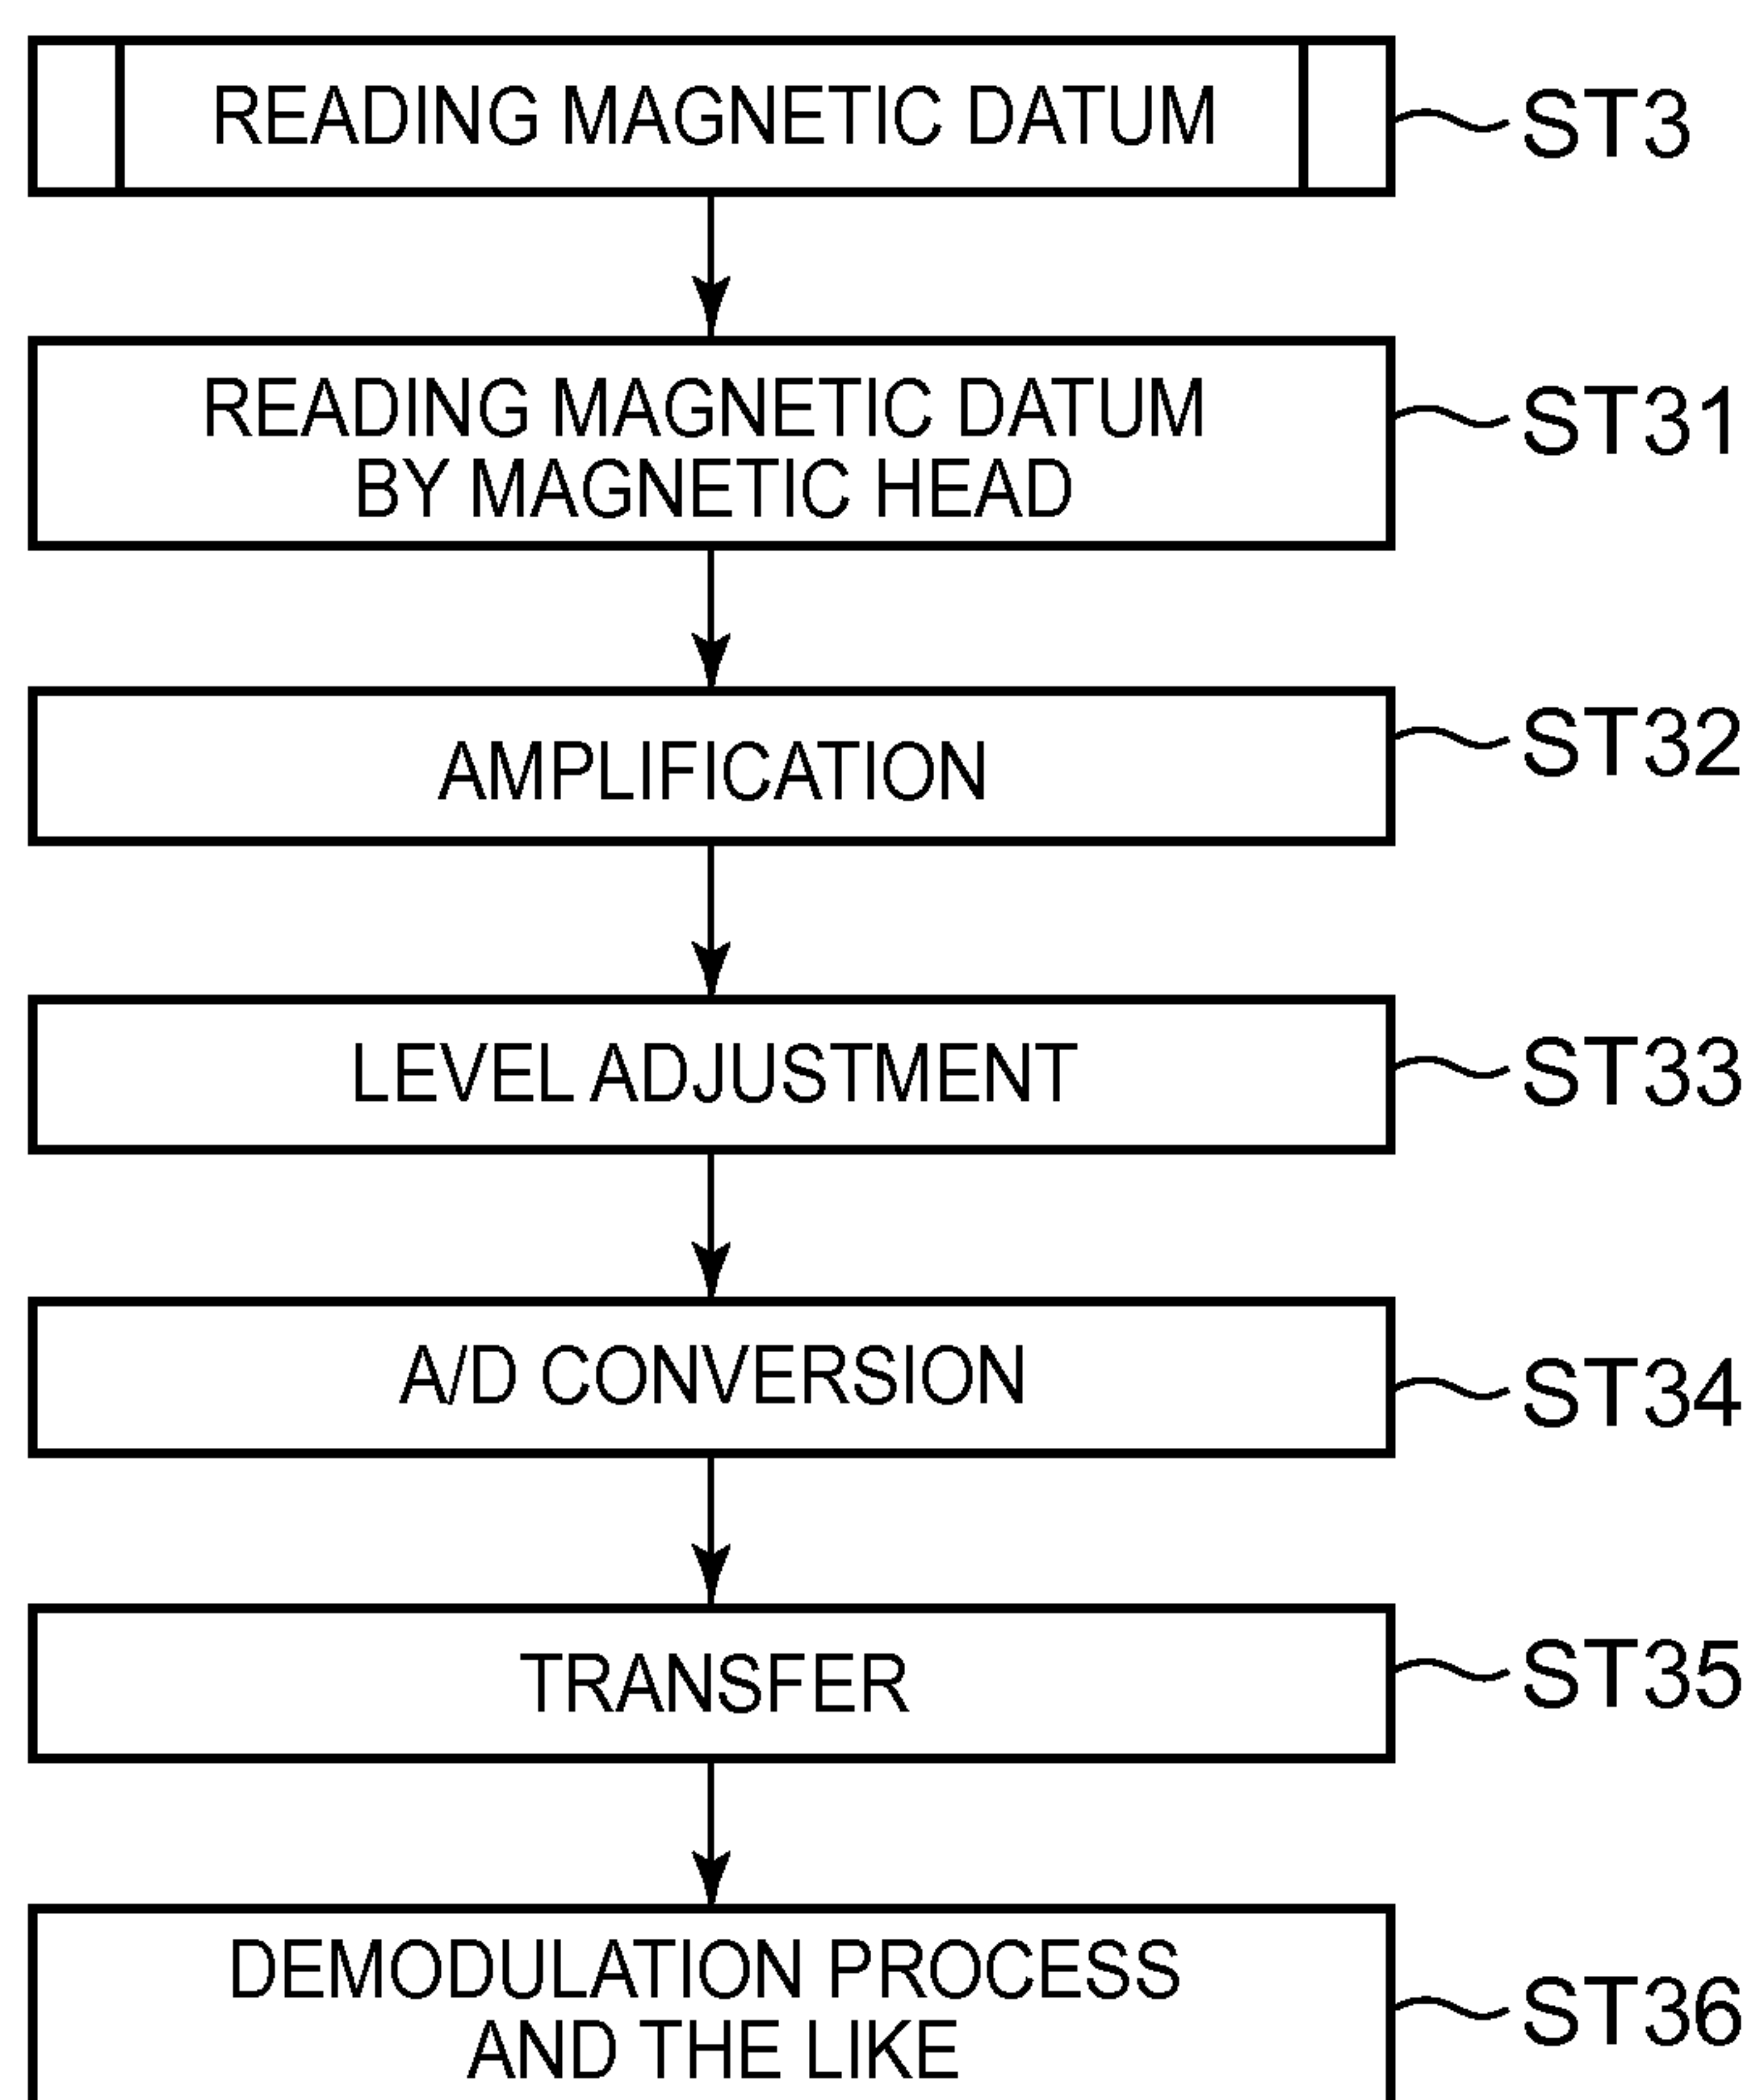 READING MAGNETIC DATUM ST3
READING MAGNETIC DATUM
BY MAGNETIC HEAD
ST31
AMPLIFICATION ST32
LEVEL ADJUSTMENT ST33
A/D CONVERSION ST34
TRANSFER ST35
DEMODULATION PROCESS
AND THE LIKE
ST36